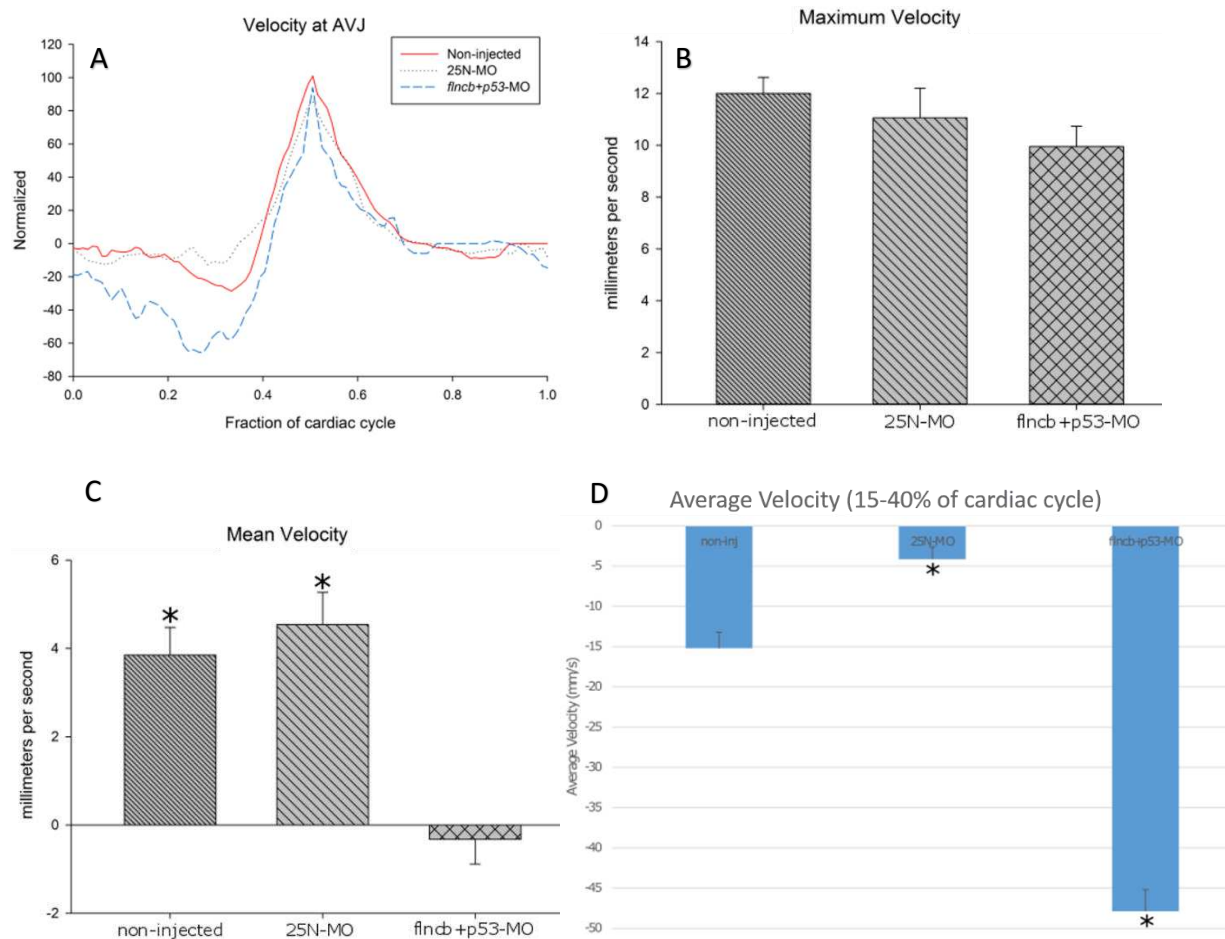 A
Velocity at AVJ
Non-injected
25N-MO
flncb+p53-MO
Normalized
120
100
80
60
40
20
0
-20
-40
-60
-80
0.0 0.2 0.4 0.6 0.8 1.0
Fraction of cardiac cycle
B
Maximum Velocity
millimeters per second
14
12
10
8
6
4
2
0
non-injected 25N-MO flncb+p53-MO
C
Mean Velocity
millimeters per second
6
4
2
0
-2
* *
non-injected 25N-MO flncb+p53-MO
D
Average Velocity (15-40% of cardiac cycle)
Average Velocity (mm/s)
0
-5
-10
-15
-20
-25
-30
-35
-40
-45
-50
non-inj 25N-MO flncb+p53-MO
*
*